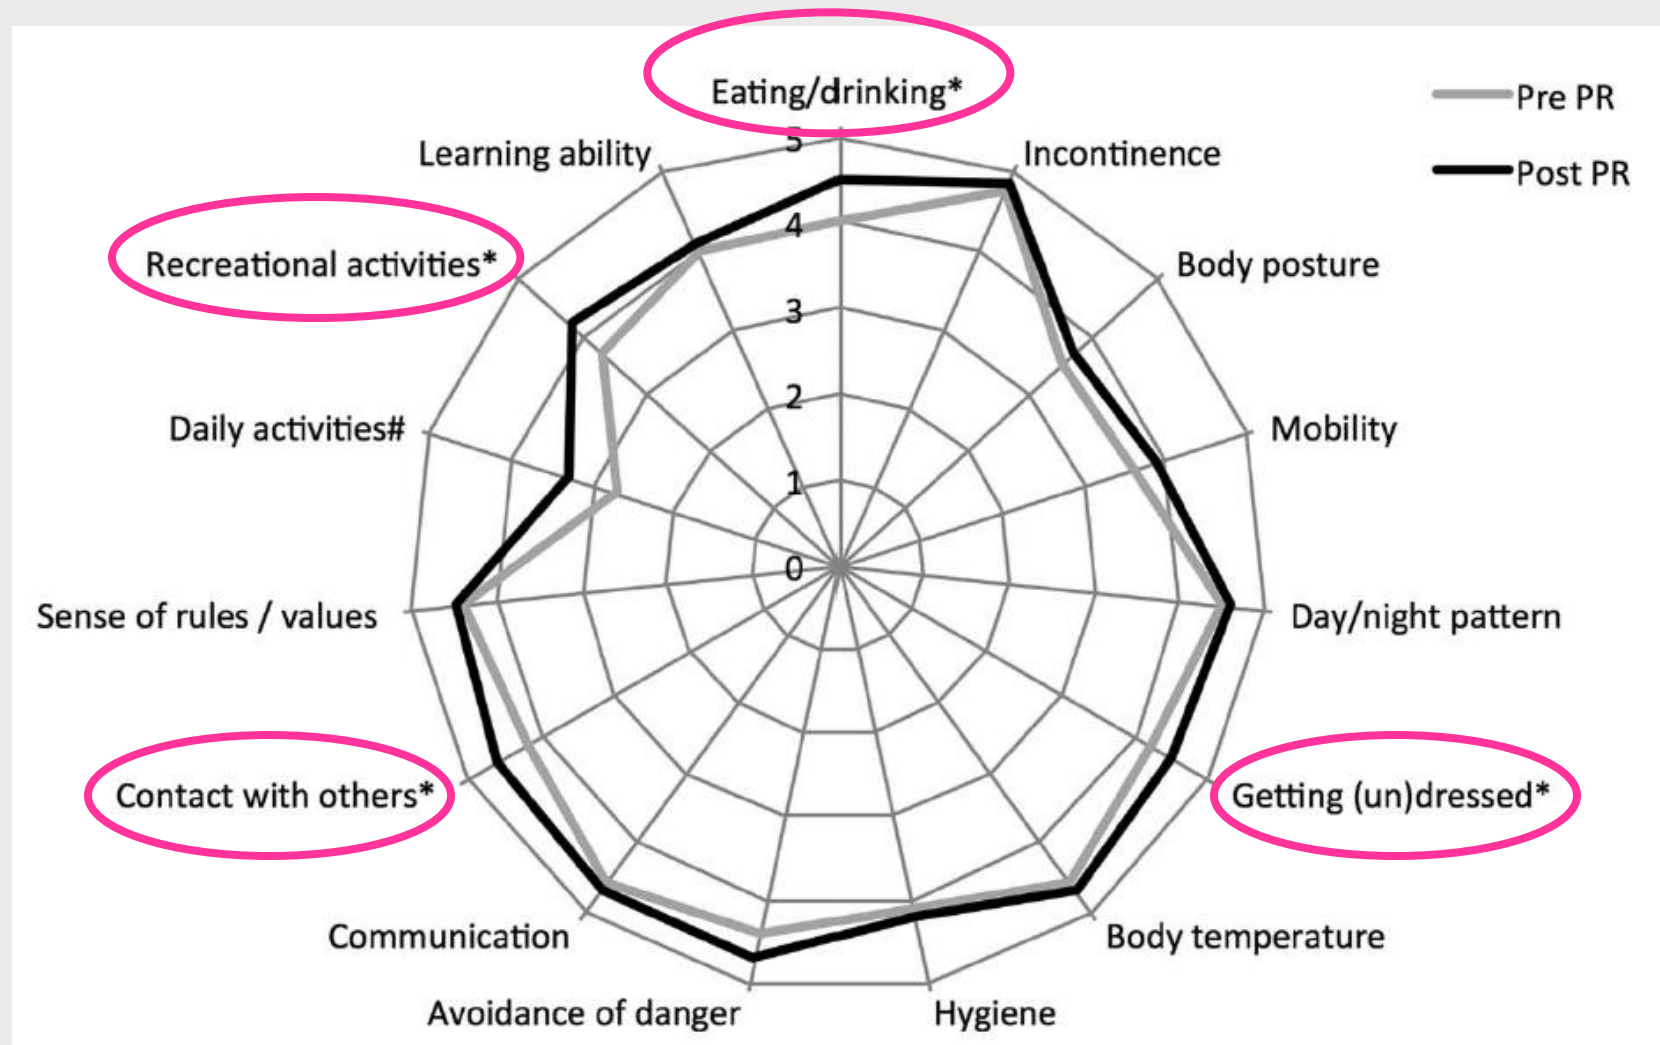 Eating/drinking*
Pre PR
Post PR
Learning ability
Incontinence
Recreational activities*
Body posture
Daily activities#
Mobility
Sense of rules / values
Day/night pattern
Contact with others*
Getting (un)dressed*
Communication
Body temperature
Avoidance of danger
Hygiene
5
4
3
2
1
0